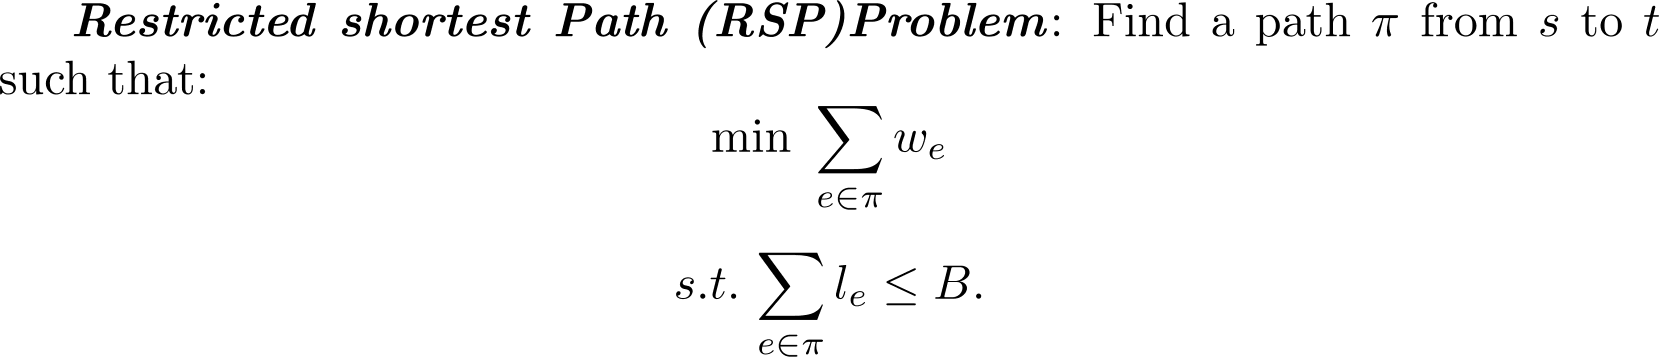 Restricted shortest Path (RSP)Problem: Find a path π from s to t
such that:
min ∑_{e∈π} w_e
s.t. ∑_{e∈π} l_e ≤ B.